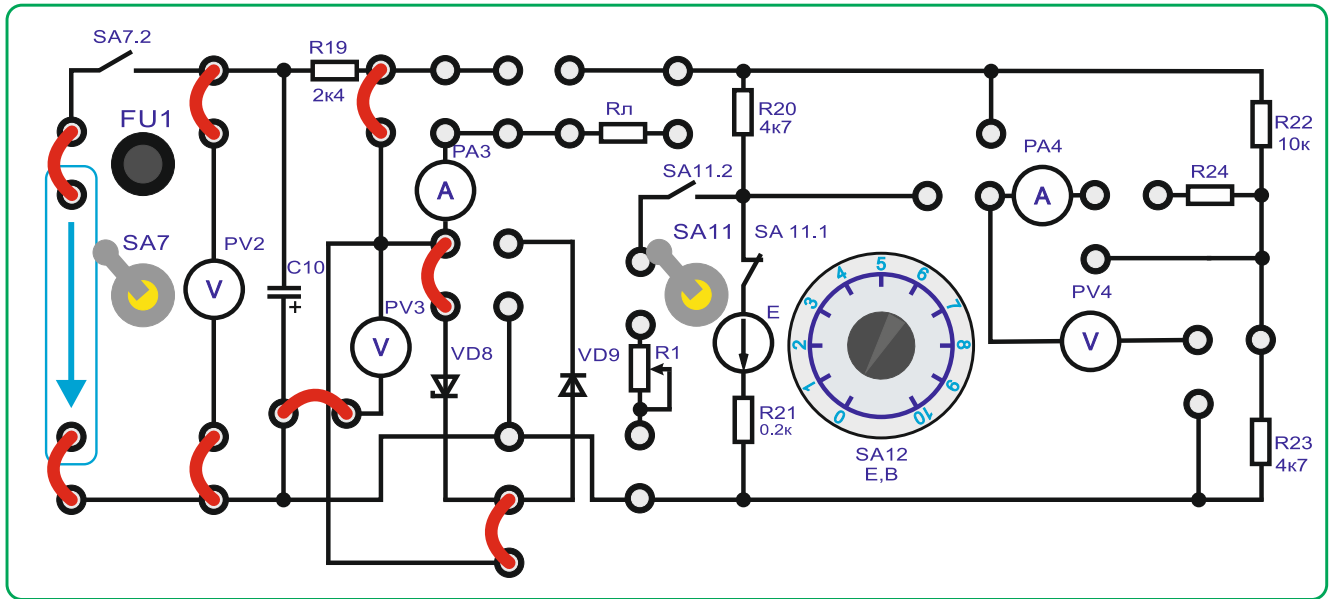 SA7.2
R19
2к4
FU1
Rл
R20
4к7
R22
10к
PA3
A
PA4
A
R24
SA11.2
SA7
PV2
V
C10
+
SA11
SA 11.1
PV3
V
E
PV4
V
VD8
VD9
R1
R21
0.2к
0
1
2
3
4
5
6
7
8
9
10
SA12
E,В
R23
4к7